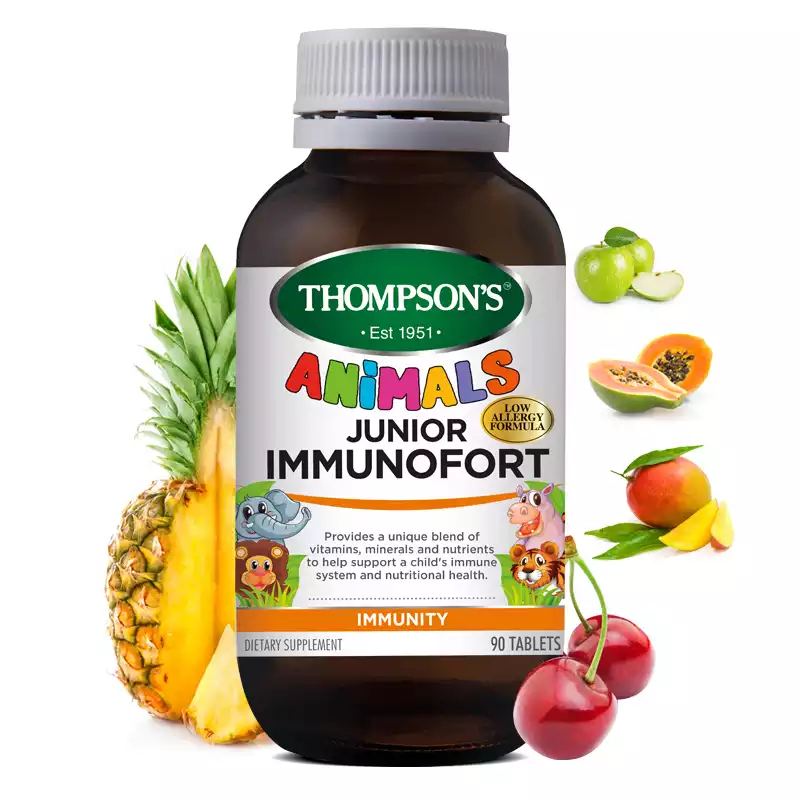 THOMPSON'S™
• Est 1951 •
ANiMALS
LOW
ALLERGY
FORMULA
JUNIOR
IMMUNOFORT
Provides a unique blend of
vitamins, minerals and nutrients
to help support a child's immune
system and nutritional health.
IMMUNITY
DIETARY SUPPLEMENT
90 TABLETS